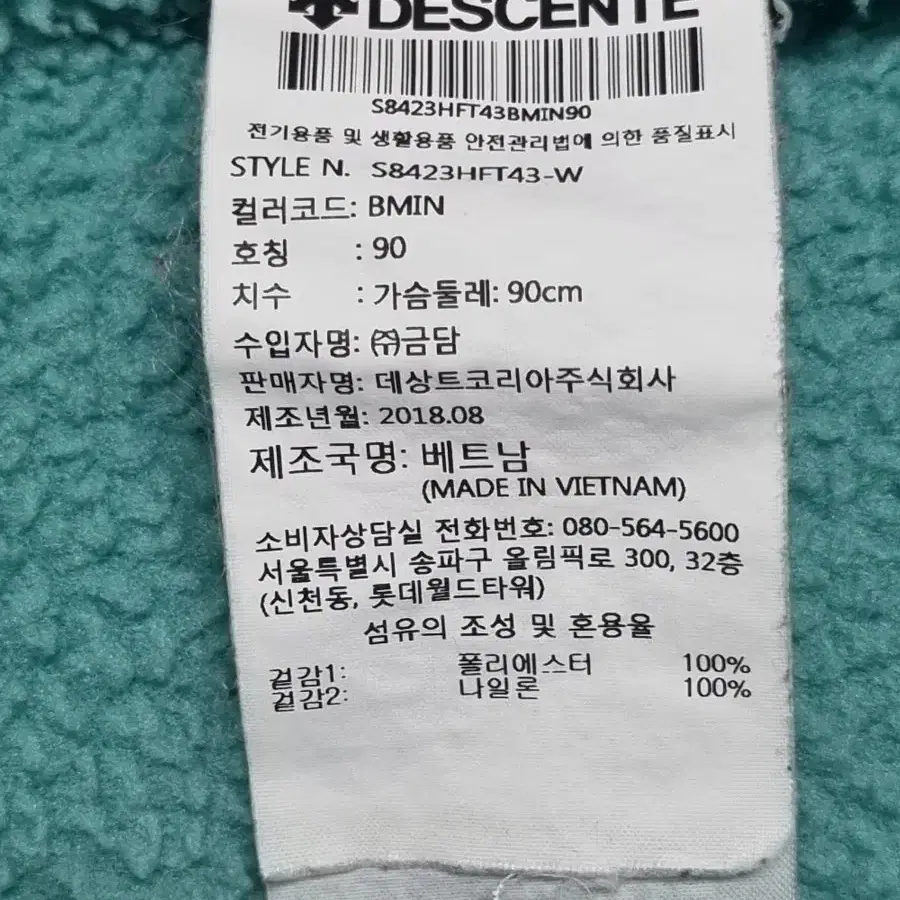 DESCENTE
S8423HFT43BMIN90
전기용품 및 생활용품 안전관리법에 의한 품질표시
STYLE N. S8423HFT43-W
컬러코드: BMIN
호칭 : 90
치수 : 가슴둘레: 90cm
수입자명: ㈜금담
판매자명: 데상트코리아주식회사
제조년월: 2018.08
제조국명: 베트남
(MADE IN VIETNAM)
소비자상담실 전화번호: 080-564-5600
서울특별시 송파구 올림픽로 300, 32층
(신천동, 롯데월드타워)
섬유의 조성 및 혼용율
겉감1: 폴리에스터 100%
겉감2: 나일론 100%